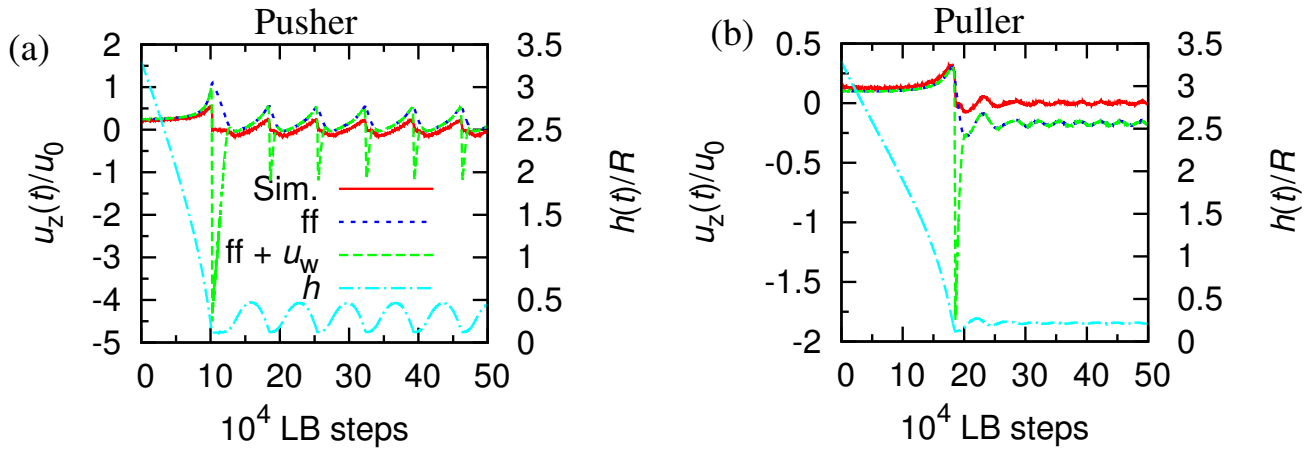 Pusher
(a)
2
1
0
-1
-2
-3
-4
-5
u_z(t)/u_0
3.5
3
2.5
2
1.5
1
0.5
0
h(t)/R
Sim.
ff
ff + u_w
h
0 10 20 30 40 50
10^4 LB steps
Puller
(b)
0.5
0
-0.5
-1
-1.5
-2
u_z(t)/u_0
3.5
3
2.5
2
1.5
1
0.5
0
h(t)/R
0 10 20 30 40 50
10^4 LB steps